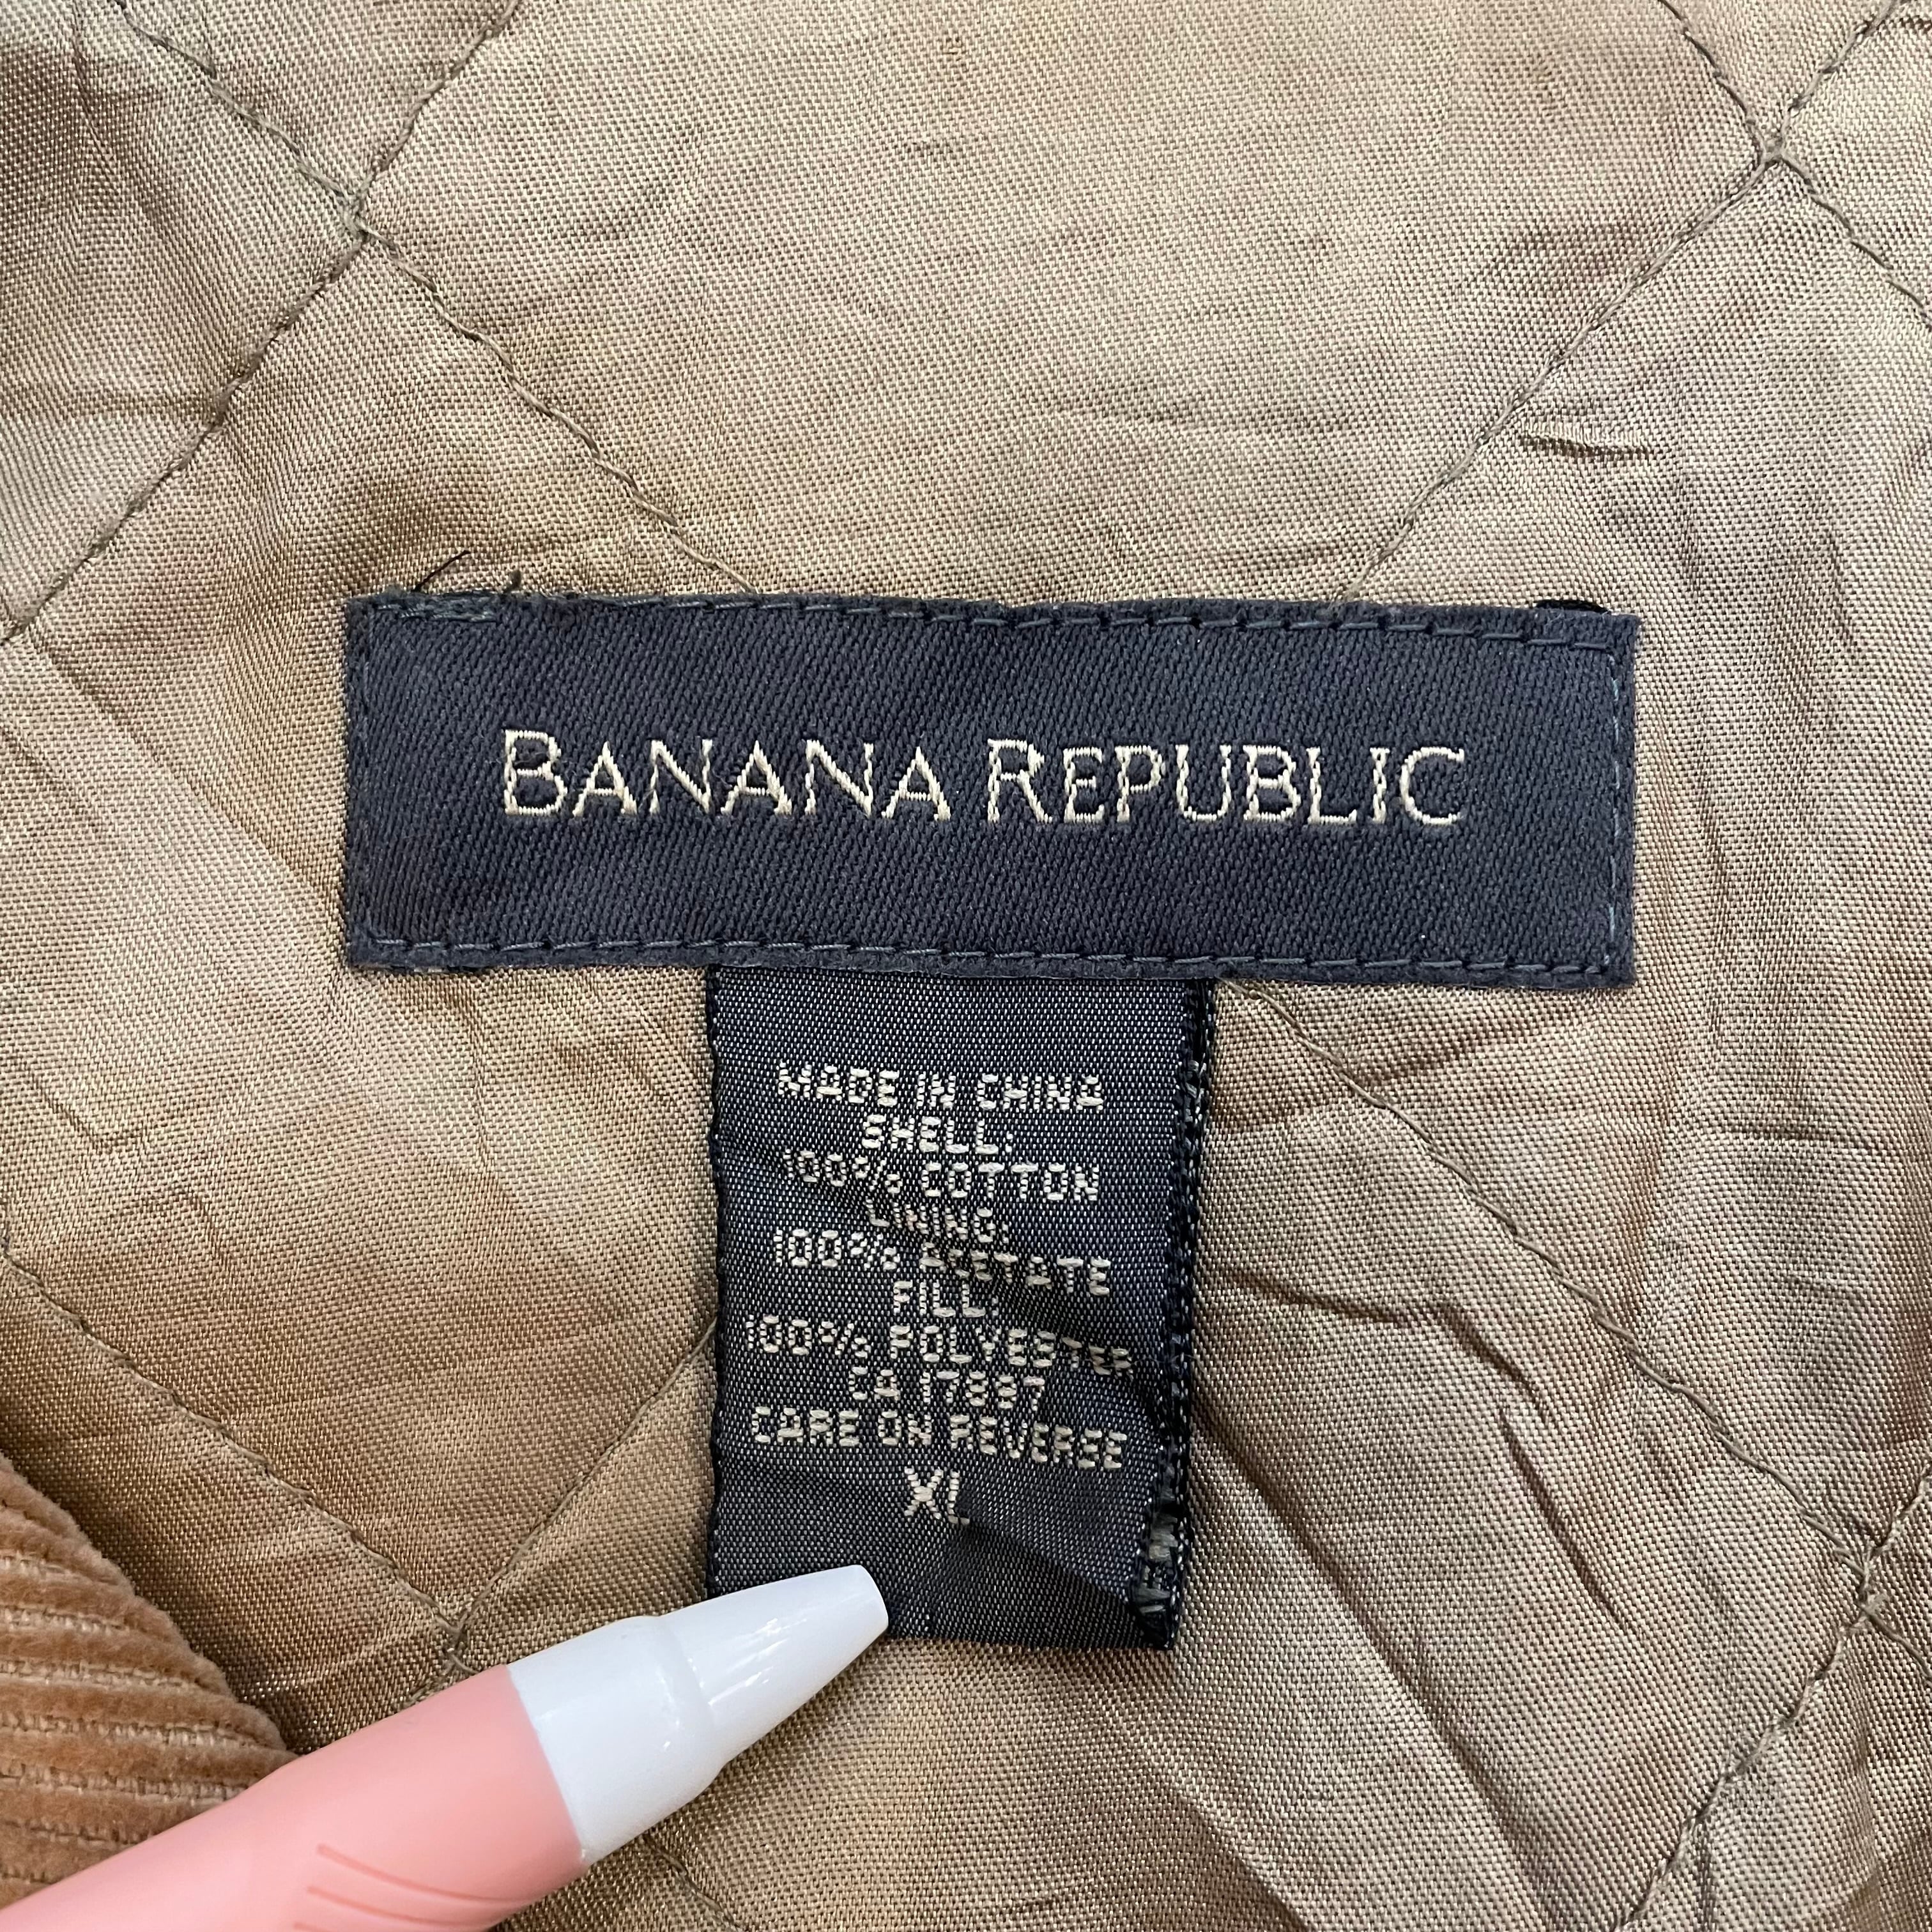 BANANA REPUBLIC
MADE IN CHINA
SHELL:
100% COTTON
LINING:
100% ACETATE
FILL:
100% POLYESTER
CA 17897
CARE ON REVERSE
XL